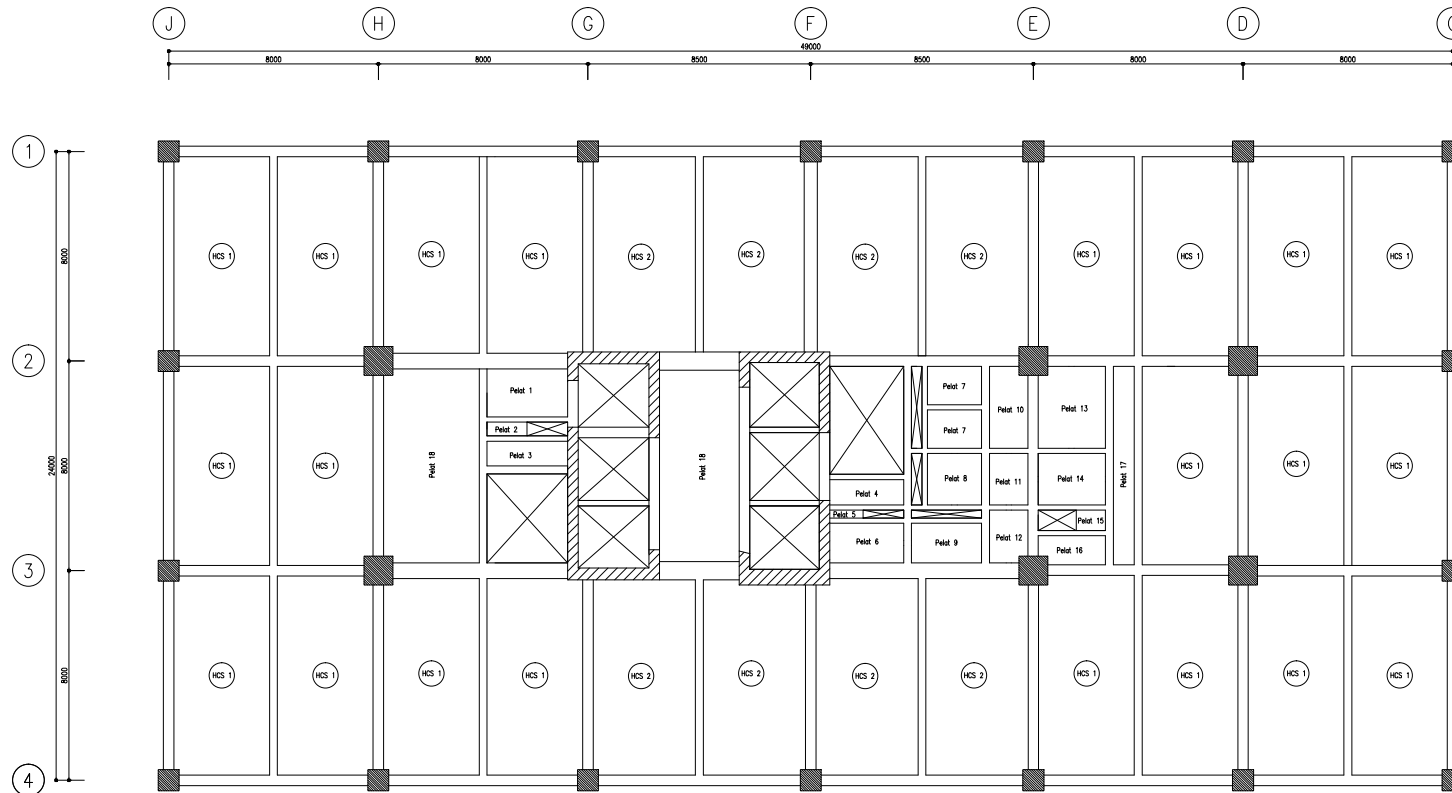 J H G F E D
49000
8000 8000 8500 8500 8000 8000
1
HCS 1 HCS 1 HCS 1 HCS 1 HCS 2 HCS 2 HCS 2 HCS 2 HCS 1 HCS 1 HCS 1 HCS 1
8000
2
Pelat 1
Pelat 7
Pelat 10
Pelat 13
Pelat 2
Pelat 7
Pelat 3
24000
8000
HCS 1 HCS 1
Pelat 18
Pelat 18
Pelat 8
Pelat 11
Pelat 14
Pelat 17
HCS 1 HCS 1 HCS 1
Pelat 4
Pelat 5
Pelat 15
Pelat 6
Pelat 9
Pelat 12
Pelat 16
3
8000
HCS 1 HCS 1 HCS 1 HCS 1 HCS 2 HCS 2 HCS 2 HCS 2 HCS 1 HCS 1 HCS 1 HCS 1
4